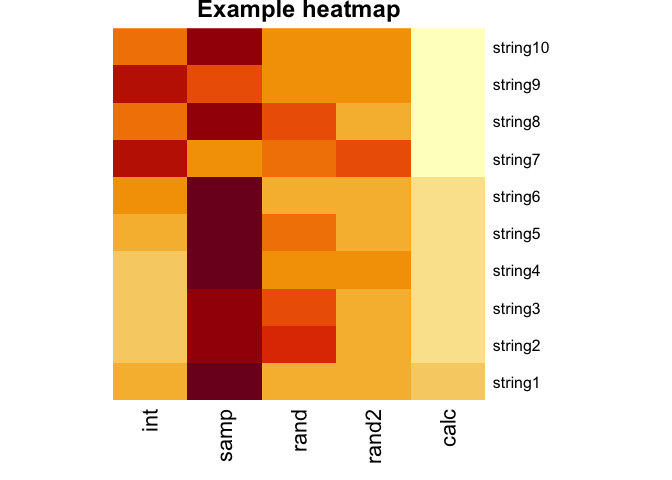 Example heatmap
string10
string9
string8
string7
string6
string5
string4
string3
string2
string1
int
samp
rand
rand2
calc